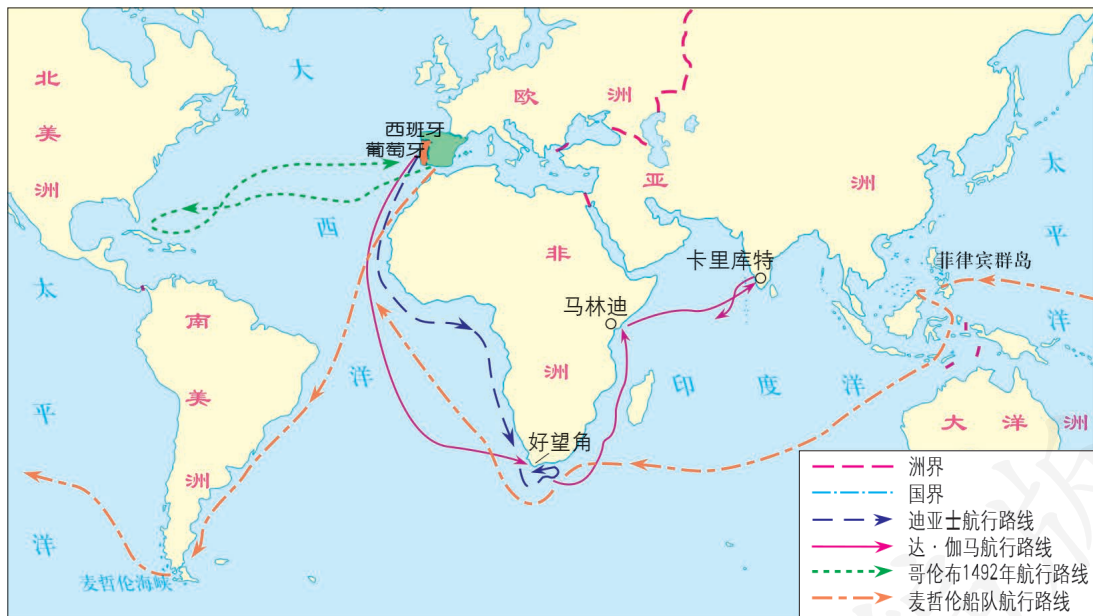 北美洲
大西洋
欧洲
西班牙
葡萄牙
亚洲
太平洋
非洲
卡里库特
菲律宾群岛
马林迪
太平洋
南美洲
印度洋
大洋洲
好望角
麦哲伦海峡
洲界
国界
迪亚士航行路线
达·伽马航行路线
哥伦布1492年航行路线
麦哲伦船队航行路线